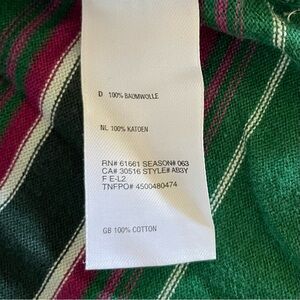 D 100% BAUMWOLLE
NL 100% KATOEN
RN# 61661 SEASON# 063
CA# 30516 STYLE# AB3Y
F E-L2
TNFPO# 4500480474
GB 100% COTTON